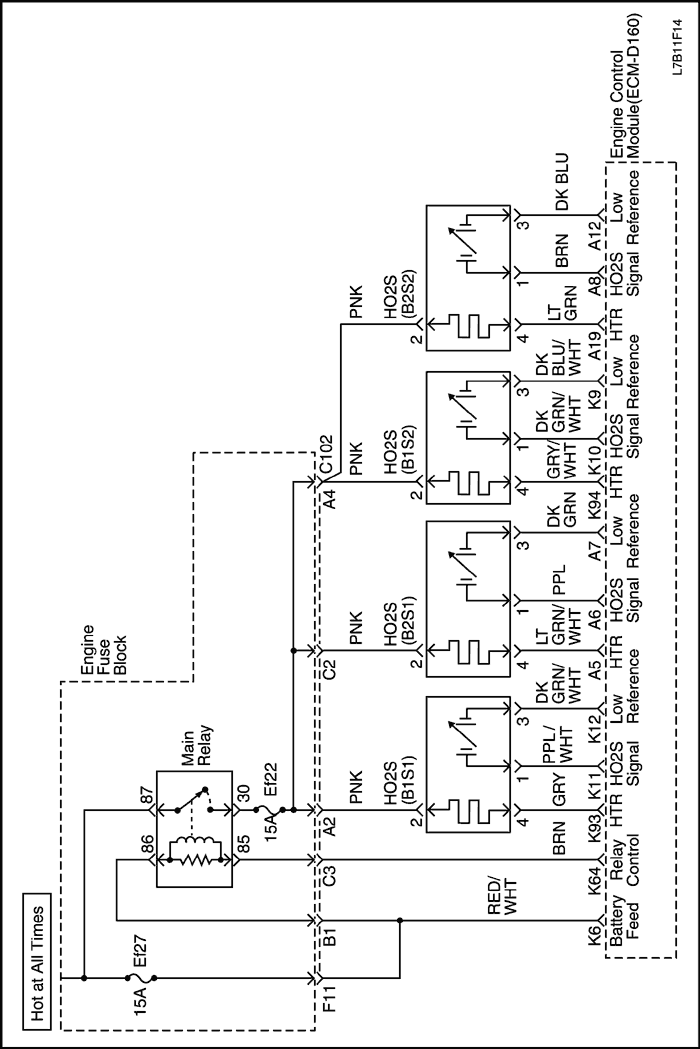 Hot at All Times
Engine
Fuse
Block
Ef27
15A
86
87
85
30
Main
Relay
Ef22
15A
F11
B1
C3
A2
C2
A4
C102
RED/
WHT
BRN
PNK
PNK
PNK
PNK
HO2S
(B1S1)
HO2S
(B2S1)
HO2S
(B1S2)
HO2S
(B2S2)
2
2
2
2
4
1
3
4
1
3
4
1
3
4
1
3
GRY
PPL/
WHT
DK
GRN/
WHT
LT
GRN/
WHT
PPL
DK
GRN
GRY/
WHT
DK
GRN/
WHT
DK
BLU/
WHT
LT
GRN
BRN
DK BLU
K6
K64
K93
K11
K12
A5
A6
A7
K94
K10
K9
A19
A8
A12
Battery
Feed
Relay
Control
HTR
HO2S
Signal
Low
Reference
HTR
HO2S
Signal
Low
Reference
HTR
HO2S
Signal
Low
Reference
HTR
HO2S
Signal
Low
Reference
Engine Control
Module(ECM-D160)
L7B11F14